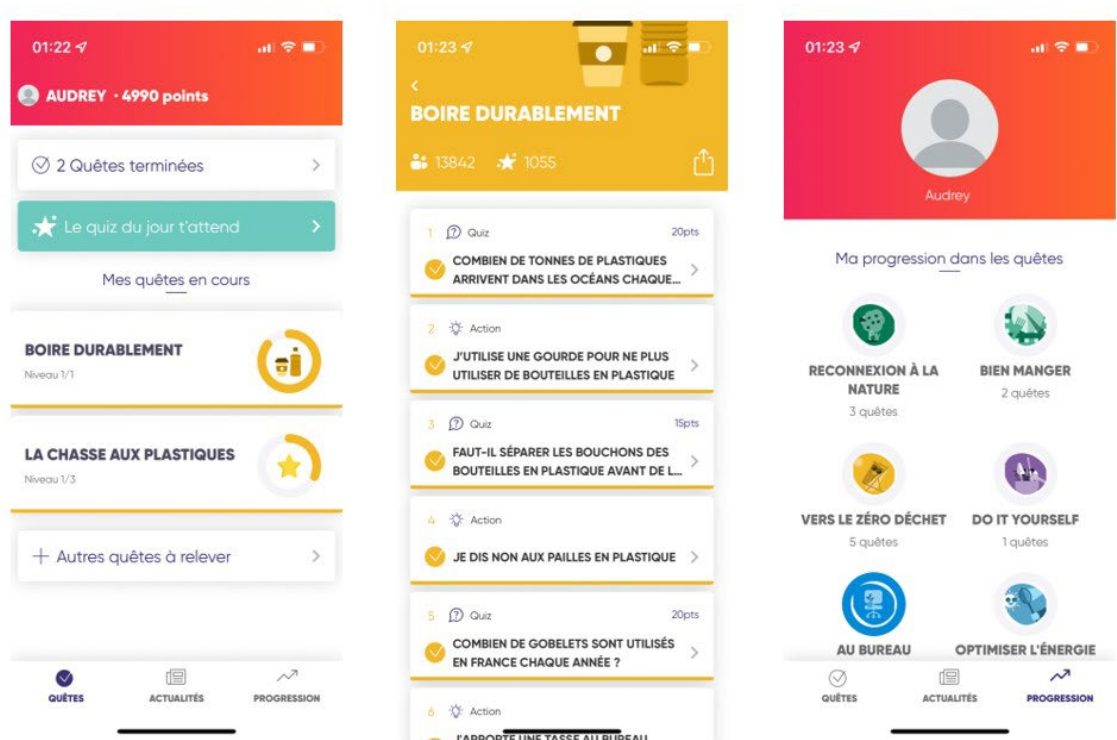 01:22
AUDREY · 4990 points
2 Quêtes terminées
Le quiz du jour t'attend
Mes quêtes en cours
BOIRE DURABLEMENT
Niveau 1/1
LA CHASSE AUX PLASTIQUES
Niveau 1/3
+ Autres quêtes à relever
QUÊTES
ACTUALITÉS
PROGRESSION
01:23
BOIRE DURABLEMENT
13842
1055
1 Quiz 20pts
COMBIEN DE TONNES DE PLASTIQUES
ARRIVENT DANS LES OCÉANS CHAQUE...
2 Action
J'UTILISE UNE GOURDE POUR NE PLUS
UTILISER DE BOUTEILLES EN PLASTIQUE
3 Quiz 15pts
FAUT-IL SÉPARER LES BOUCHONS DES
BOUTEILLES EN PLASTIQUE AVANT DE L...
4 Action
JE DIS NON AUX PAILLES EN PLASTIQUE
5 Quiz 20pts
COMBIEN DE GOBELETS SONT UTILISÉS
EN FRANCE CHAQUE ANNÉE ?
6 Action
J'APPORTE UNE TASSE AU BUREAU
01:23
Audrey
Ma progression dans les quêtes
RECONNEXION À LA
NATURE
3 quêtes
BIEN MANGER
2 quêtes
VERS LE ZÉRO DÉCHET
5 quêtes
DO IT YOURSELF
1 quêtes
AU BUREAU
OPTIMISER L'ÉNERGIE
QUÊTES
ACTUALITÉS
PROGRESSION